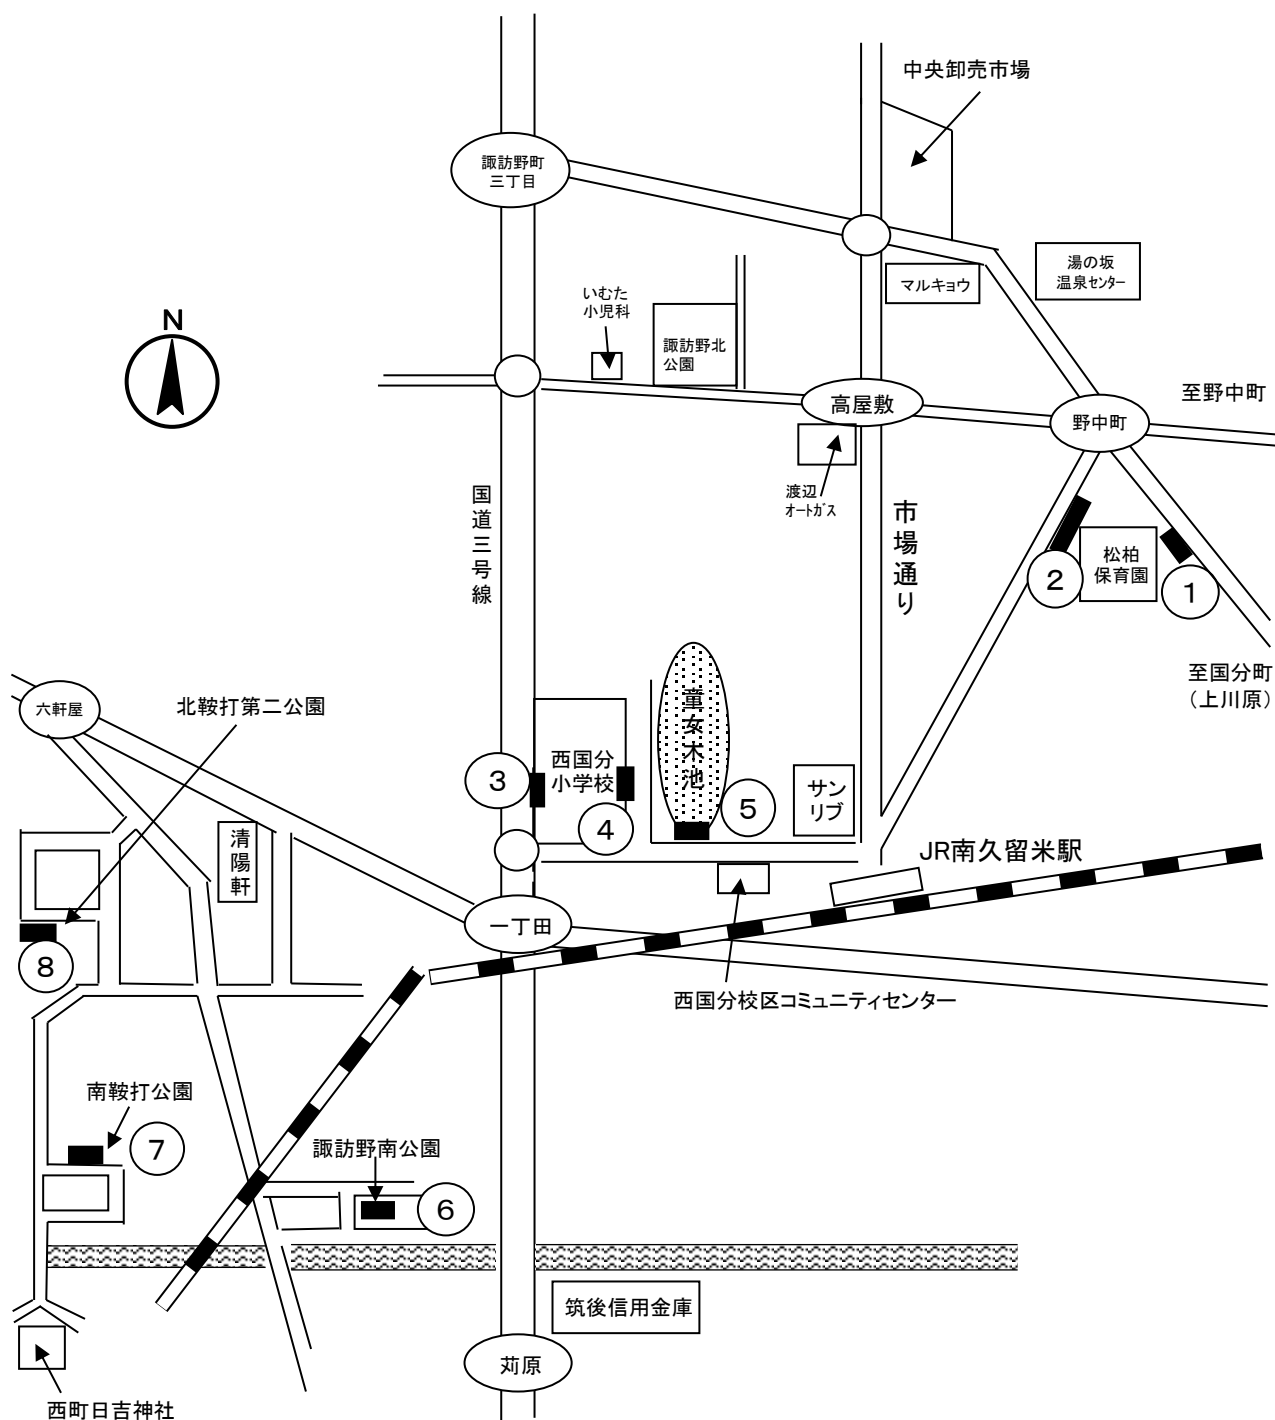 中央卸売市場
諏訪野町
三丁目
湯の坂
温泉センター
マルキョウ
いむた
小児科
諏訪野北
公園
N
高屋敷
野中町
至野中町
渡辺
オートガス
国道三号線
市場通り
松柏
保育園
2
1
至国分町
(上川原)
六軒屋
北鞍打第二公園
童女木池
3
西国分
小学校
4
5
サン
リブ
清陽軒
JR南久留米駅
一丁田
8
西国分校区コミュニティセンター
南鞍打公園
7
諏訪野南公園
6
筑後信用金庫
苅原
西町日吉神社